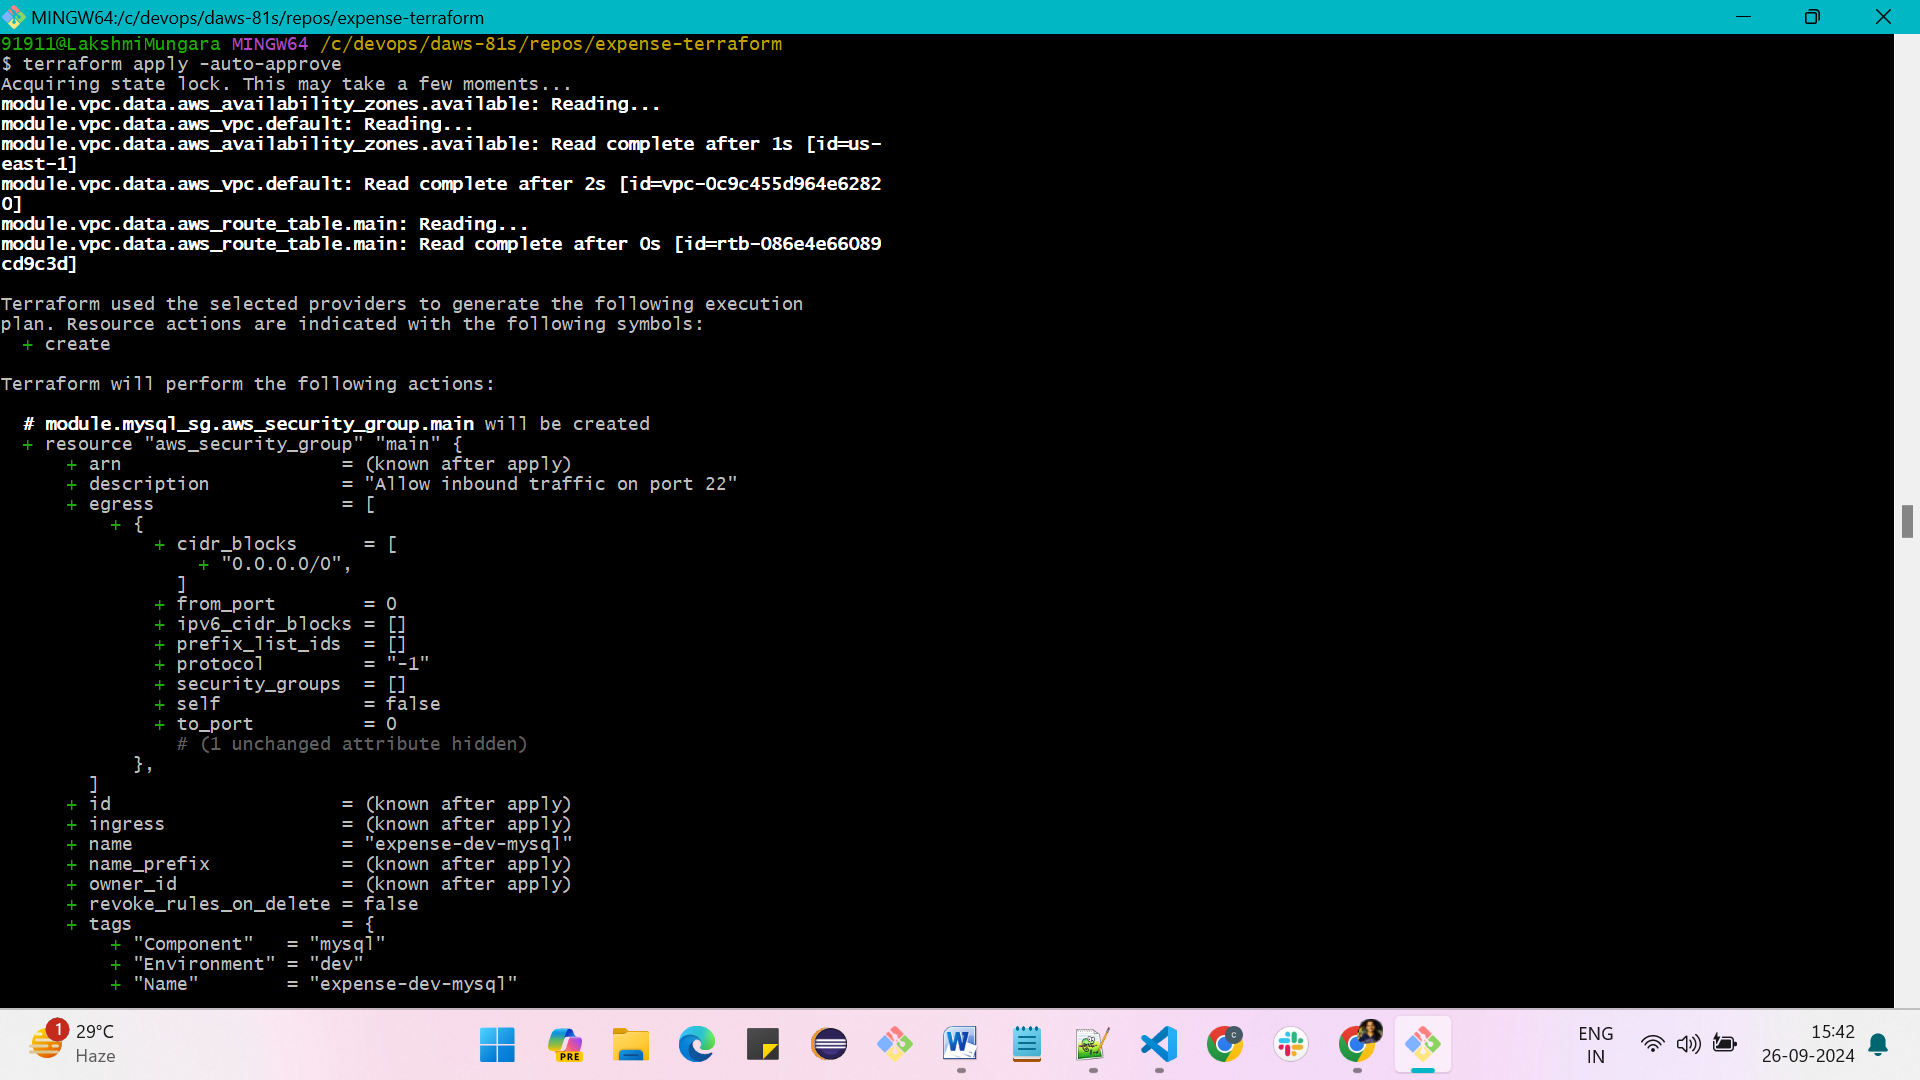 MINGW64:/c/devops/daws-81s/repos/expense-terraform
91911@LakshmiMungara MINGW64 /c/devops/daws-81s/repos/expense-terraform
$ terraform apply -auto-approve
Acquiring state lock. This may take a few moments...
module.vpc.data.aws_availability_zones.available: Reading...
module.vpc.data.aws_vpc.default: Reading...
module.vpc.data.aws_availability_zones.available: Read complete after 1s [id=us-
east-1]
module.vpc.data.aws_vpc.default: Read complete after 2s [id=vpc-0c9c455d964e6282
0]
module.vpc.data.aws_route_table.main: Reading...
module.vpc.data.aws_route_table.main: Read complete after 0s [id=rtb-086e4e66089
cd9c3d]
Terraform used the selected providers to generate the following execution
plan. Resource actions are indicated with the following symbols:
  + create
Terraform will perform the following actions:
  # module.mysql_sg.aws_security_group.main will be created
  + resource "aws_security_group" "main" {
      + arn                    = (known after apply)
      + description            = "Allow inbound traffic on port 22"
      + egress                 = [
          + {
              + cidr_blocks      = [
                  + "0.0.0.0/0",
                ]
              + from_port        = 0
              + ipv6_cidr_blocks = []
              + prefix_list_ids  = []
              + protocol         = "-1"
              + security_groups  = []
              + self             = false
              + to_port          = 0
                # (1 unchanged attribute hidden)
            },
        ]
      + id                     = (known after apply)
      + ingress                = (known after apply)
      + name                   = "expense-dev-mysql"
      + name_prefix            = (known after apply)
      + owner_id               = (known after apply)
      + revoke_rules_on_delete = false
      + tags                   = {
          + "Component"   = "mysql"
          + "Environment" = "dev"
          + "Name"        = "expense-dev-mysql"
1
29°C
Haze
PRE
W
C
ENG
IN
15:42
26-09-2024